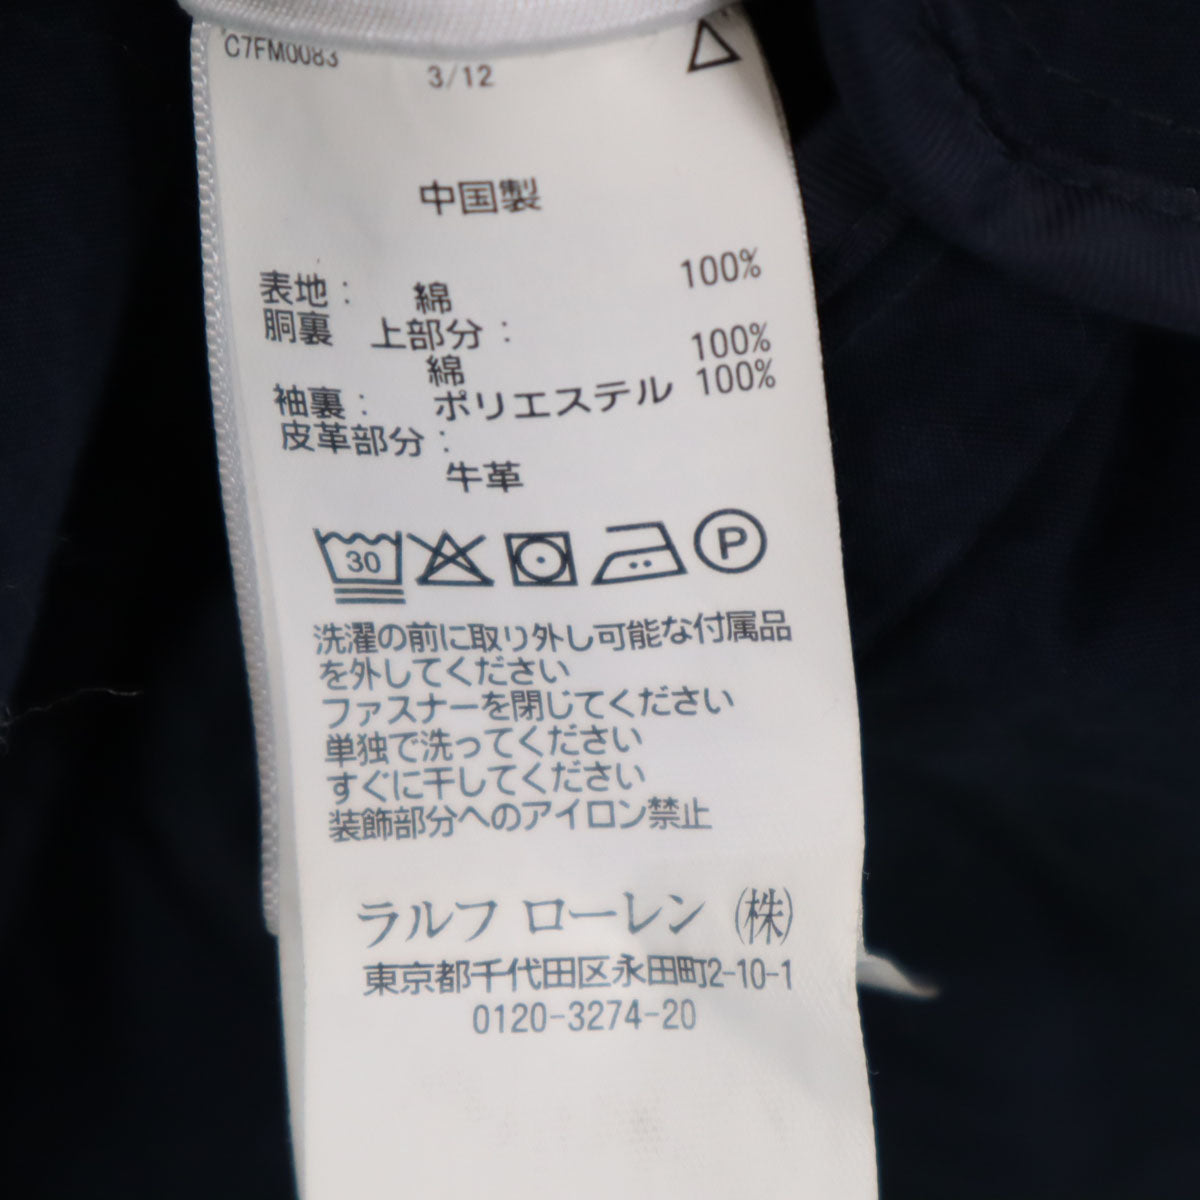 C7FM0083
3/12
中国製
表地: 綿 100%
胴裏 上部分:
綿 100%
袖裏: ポリエステル 100%
皮革部分:
牛革
30 P
洗濯の前に取り外し可能な付属品
を外してください
ファスナーを閉じてください
単独で洗ってください
すぐに干してください
装飾部分へのアイロン禁止
ラルフ ローレン (株)
東京都千代田区永田町2-10-1
0120-3274-20